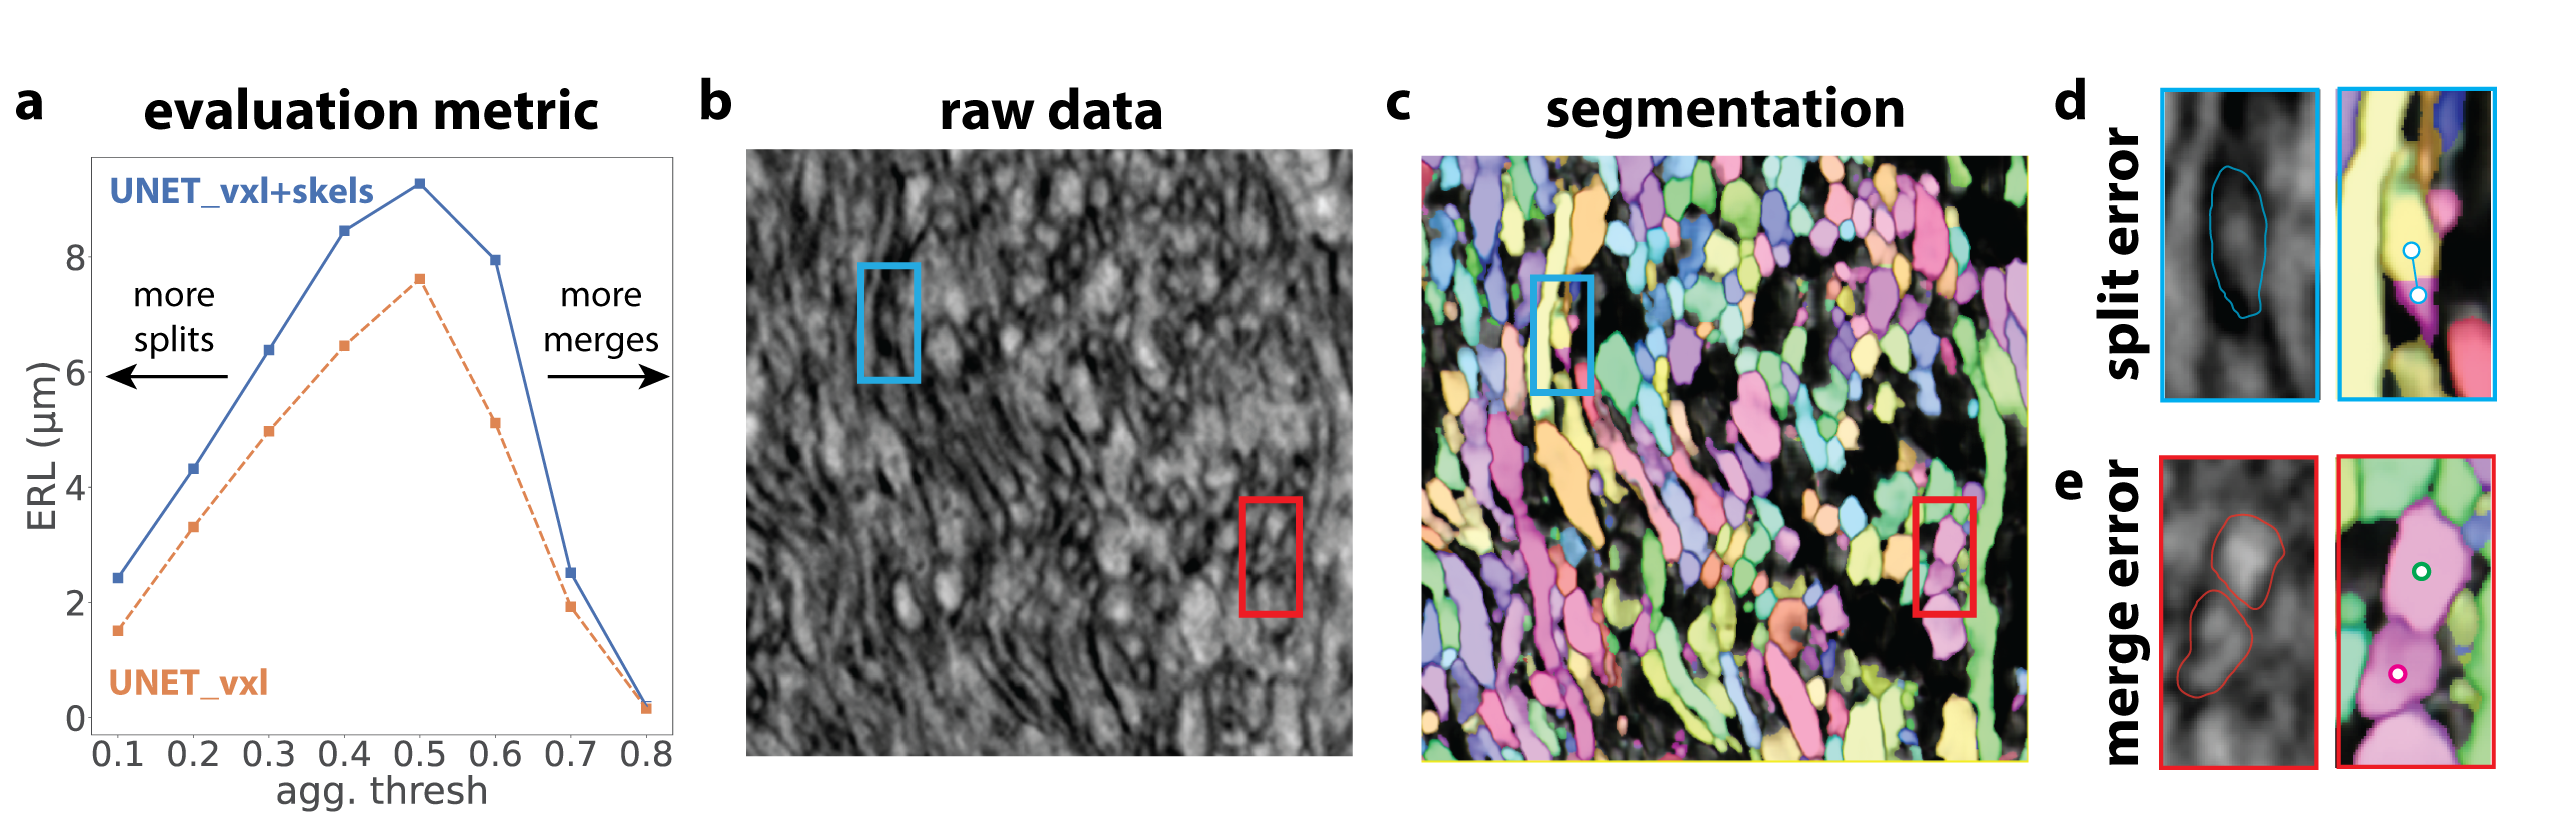 a
evaluation metric
UNET_vxl+skels
more
splits
more
merges
UNET_vxl
ERL (μm)
8
6
4
2
0
0.1 0.2 0.3 0.4 0.5 0.6 0.7 0.8
agg. thresh
b
raw data
c
segmentation
d
split error
e
merge error